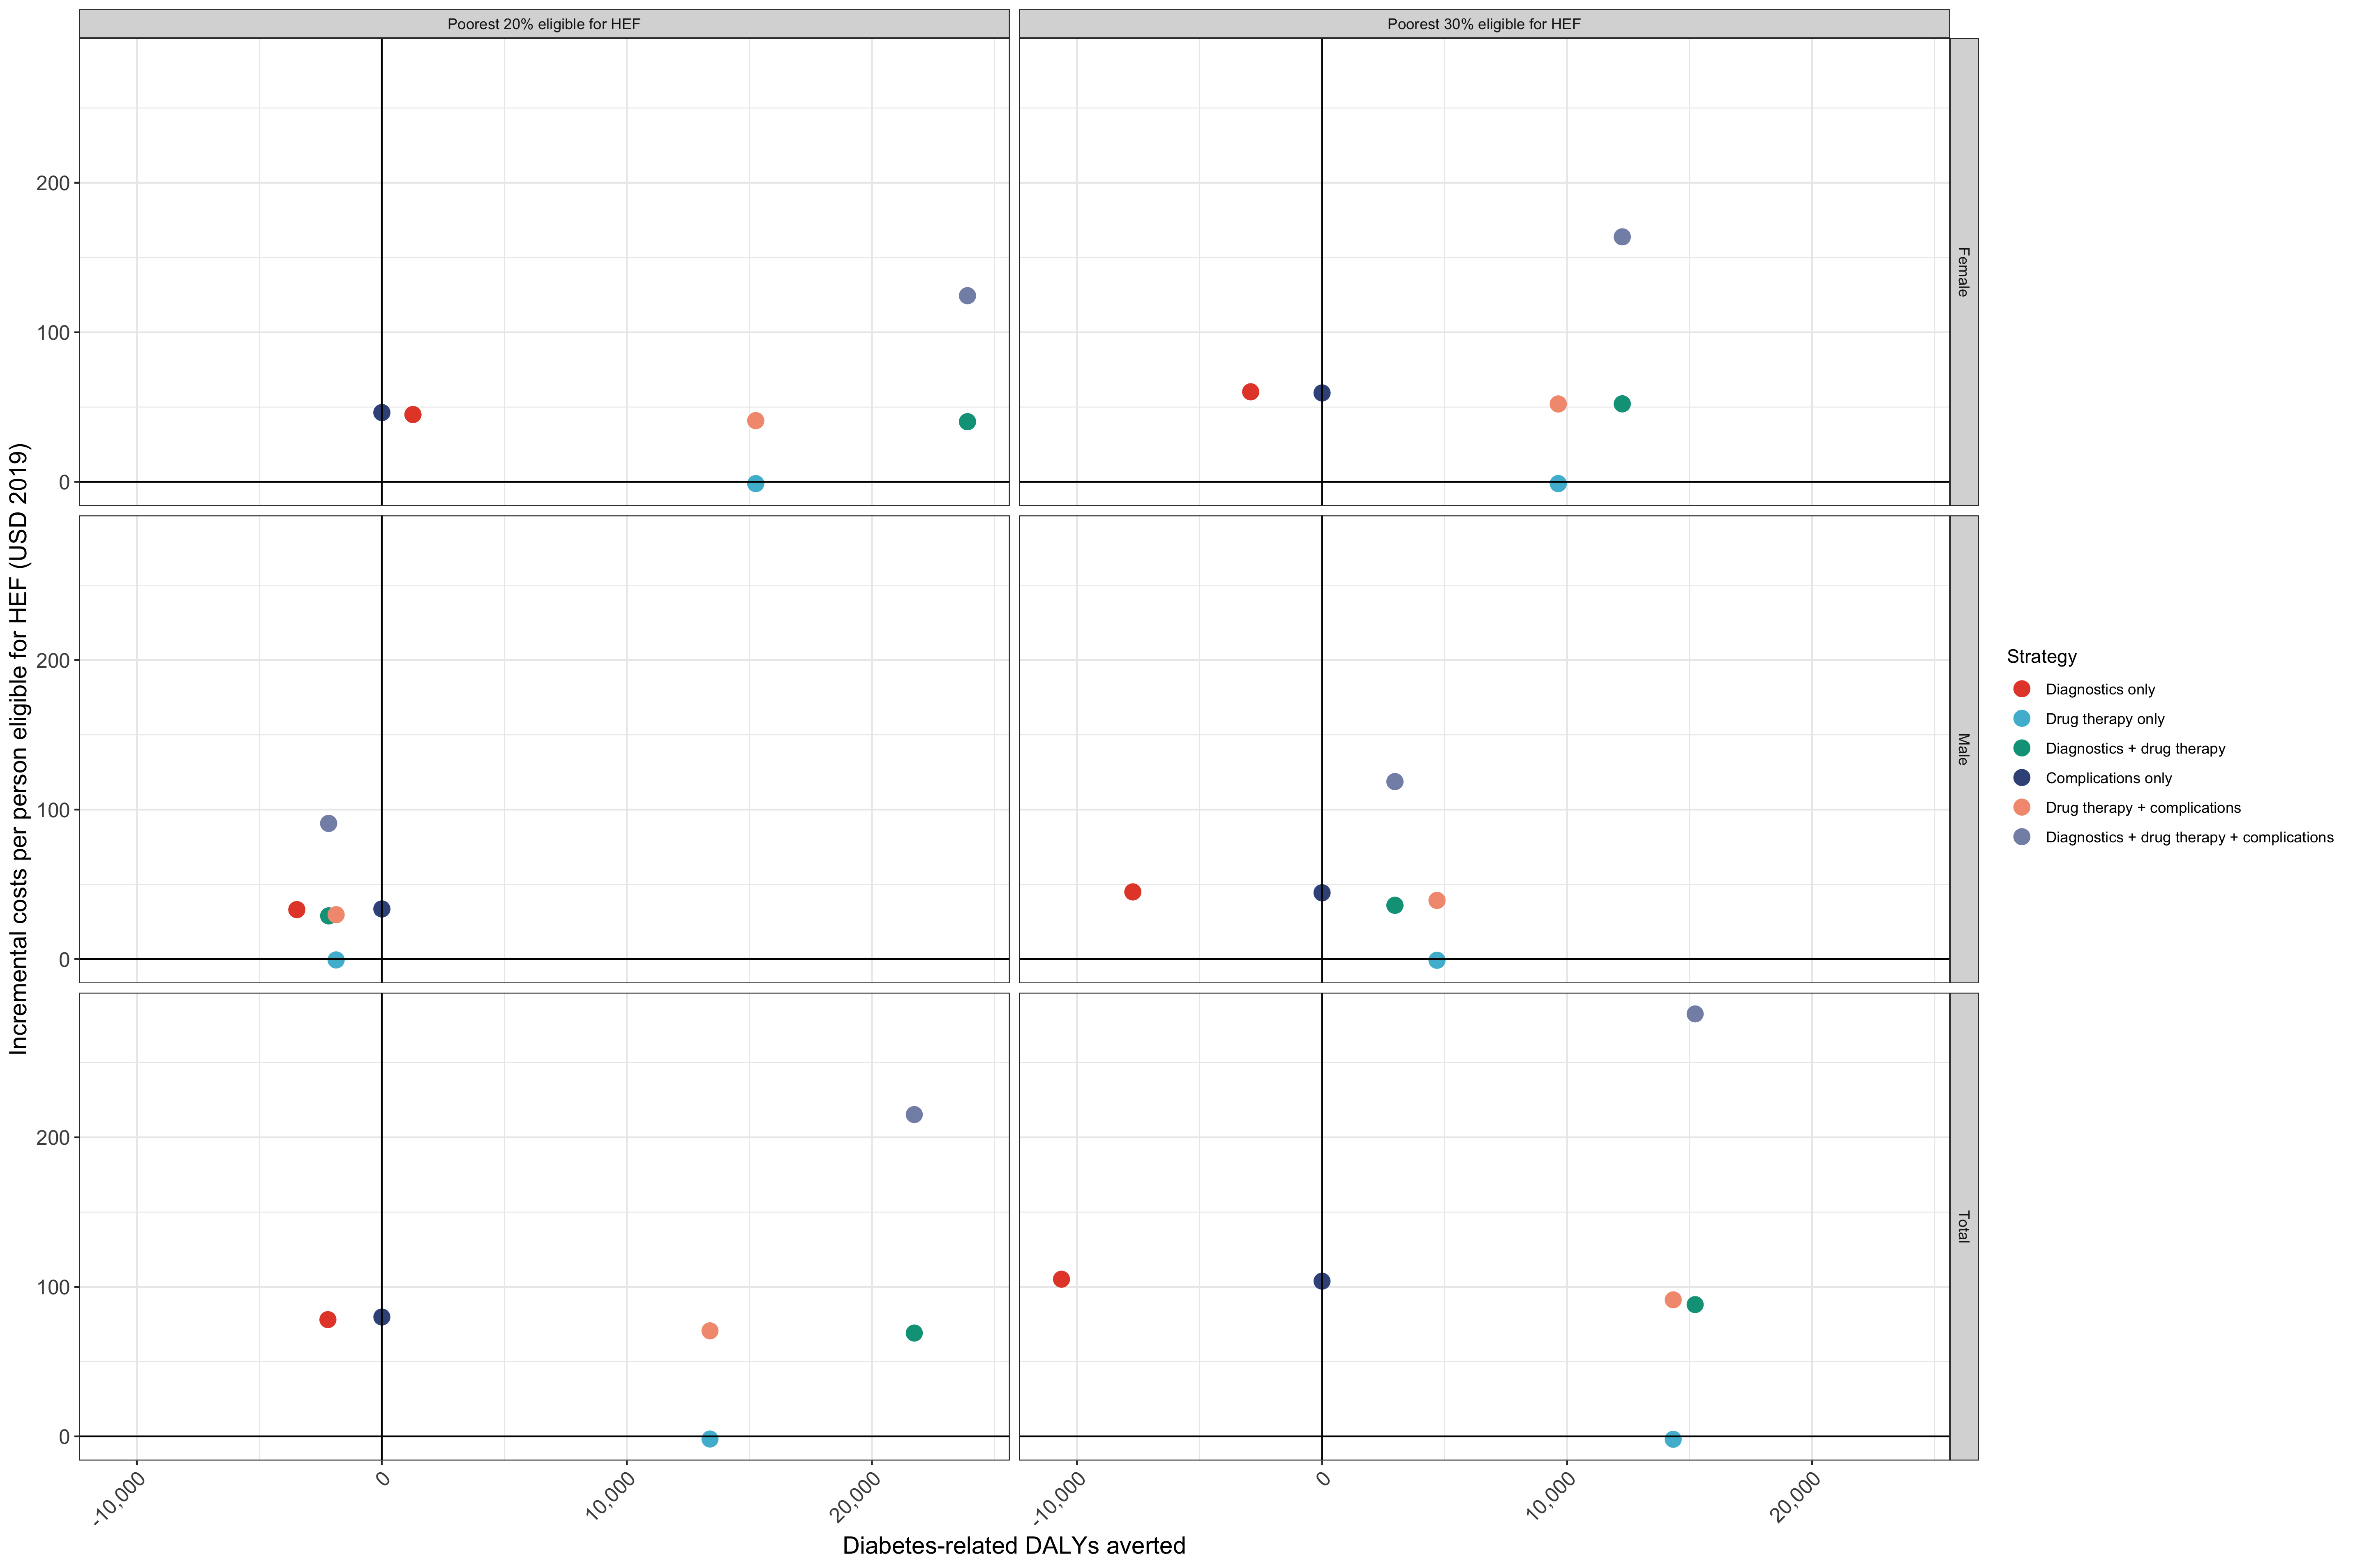 Poorest 20% eligible for HEF
Poorest 30% eligible for HEF
Incremental costs per person eligible for HEF (USD 2019)
200
100
0
Female
200
100
0
Male
200
100
0
Total
-10,000
0
10,000
20,000
-10,000
0
10,000
20,000
Diabetes-related DALYs averted
Strategy
Diagnostics only
Drug therapy only
Diagnostics + drug therapy
Complications only
Drug therapy + complications
Diagnostics + drug therapy + complications